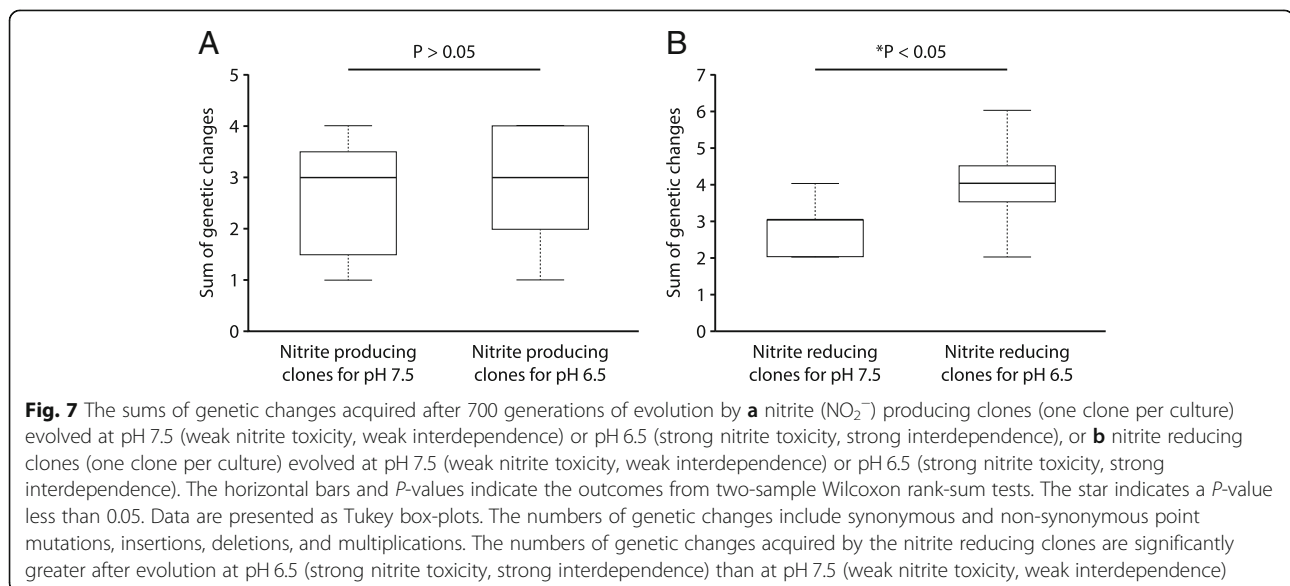 A
P > 0.05
5
4
3
2
1
0
Sum of genetic changes
Nitrite producing
clones for pH 7.5
Nitrite producing
clones for pH 6.5
B
*P < 0.05
7
6
5
4
3
2
1
0
Sum of genetic changes
Nitrite reducing
clones for pH 7.5
Nitrite reducing
clones for pH 6.5
Fig. 7 The sums of genetic changes acquired after 700 generations of evolution by a nitrite (NO₂⁻) producing clones (one clone per culture)
evolved at pH 7.5 (weak nitrite toxicity, weak interdependence) or pH 6.5 (strong nitrite toxicity, strong interdependence), or b nitrite reducing
clones (one clone per culture) evolved at pH 7.5 (weak nitrite toxicity, weak interdependence) or pH 6.5 (strong nitrite toxicity, strong
interdependence). The horizontal bars and P-values indicate the outcomes from two-sample Wilcoxon rank-sum tests. The star indicates a P-value
less than 0.05. Data are presented as Tukey box-plots. The numbers of genetic changes include synonymous and non-synonymous point
mutations, insertions, deletions, and multiplications. The numbers of genetic changes acquired by the nitrite reducing clones are significantly
greater after evolution at pH 6.5 (strong nitrite toxicity, strong interdependence) than at pH 7.5 (weak nitrite toxicity, weak interdependence)